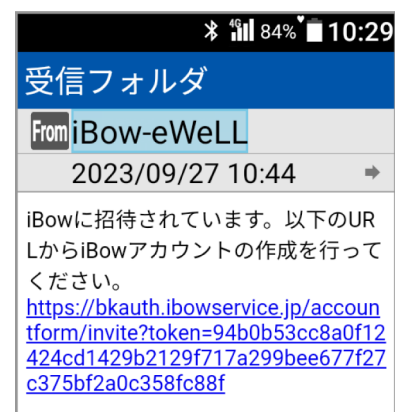 4G 84% 10:29
受信フォルダ
From iBow-eWeLL
2023/09/27 10:44
iBowに招待されています。以下のUR
LからiBowアカウントの作成を行って
ください。
https://bkauth.ibowservice.jp/accoun
tform/invite?token=94b0b53cc8a0f12
424cd1429b2129f717a299bee677f27
c375bf2a0c358fc88f